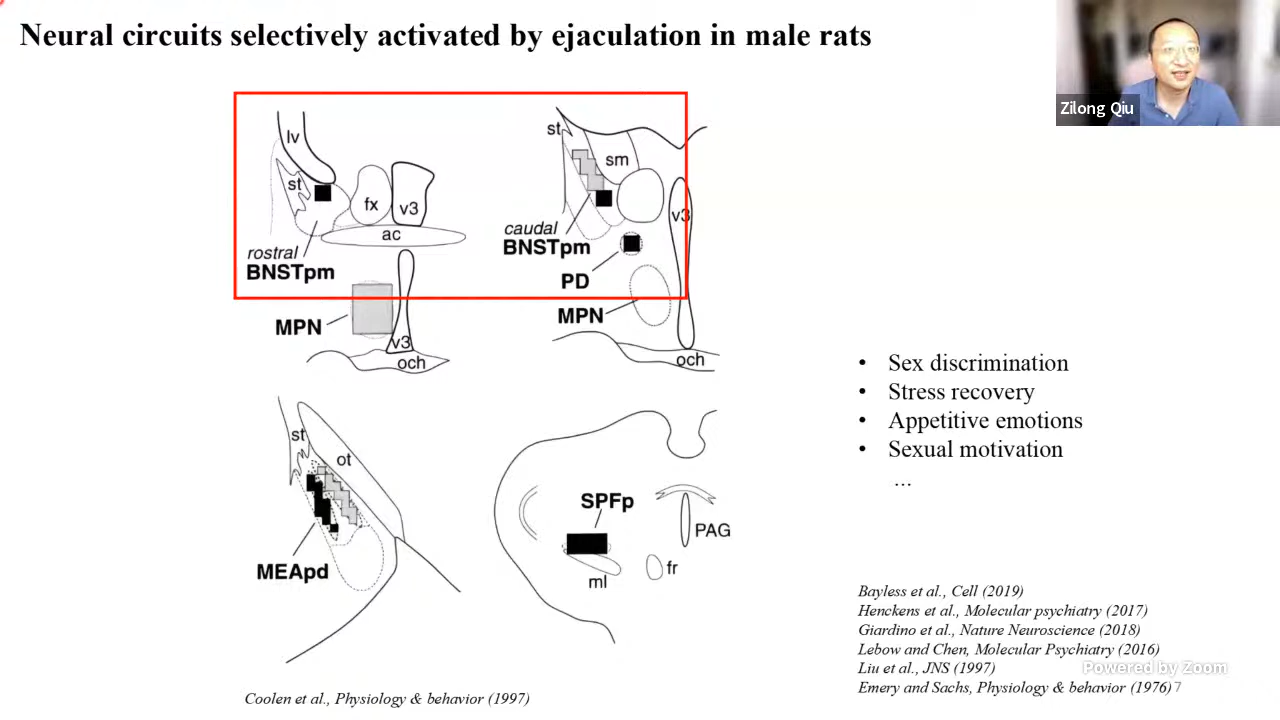 Neural circuits selectively activated by ejaculation in male rats
Zilong Qiu
lv
st
fx
v3
ac
rostral
BNSTpm
MPN
v3
och
st
sm
v3
caudal
BNSTpm
PD
MPN
och
st
ot
MEApd
SPFp
PAG
ml
fr
• Sex discrimination
• Stress recovery
• Appetitive emotions
• Sexual motivation
...
Bayless et al., Cell (2019)
Henckens et al., Molecular psychiatry (2017)
Giardino et al., Nature Neuroscience (2018)
Lebow and Chen, Molecular Psychiatry (2016)
Liu et al., JNS (1997)
Powered by Zoom
Emery and Sachs, Physiology & behavior (1976)
7
Coolen et al., Physiology & behavior (1997)